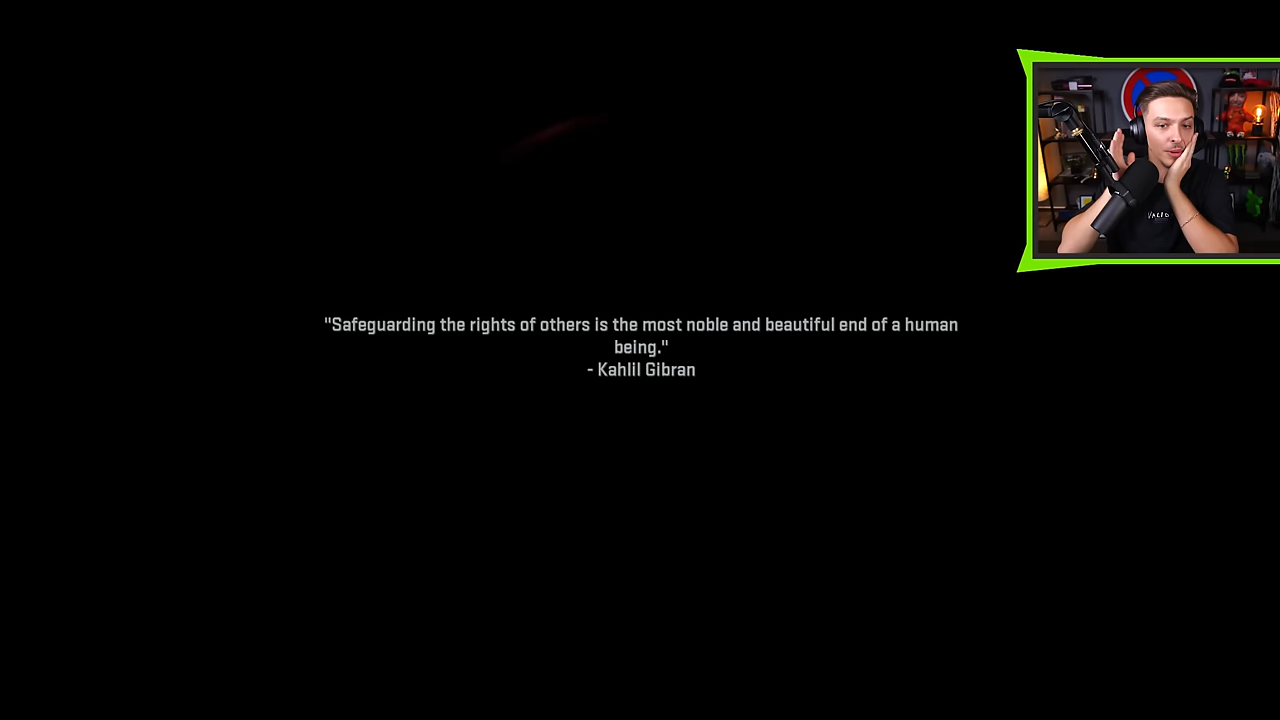 "Safeguarding the rights of others is the most noble and beautiful end of a human
being."
- Kahlil Gibran